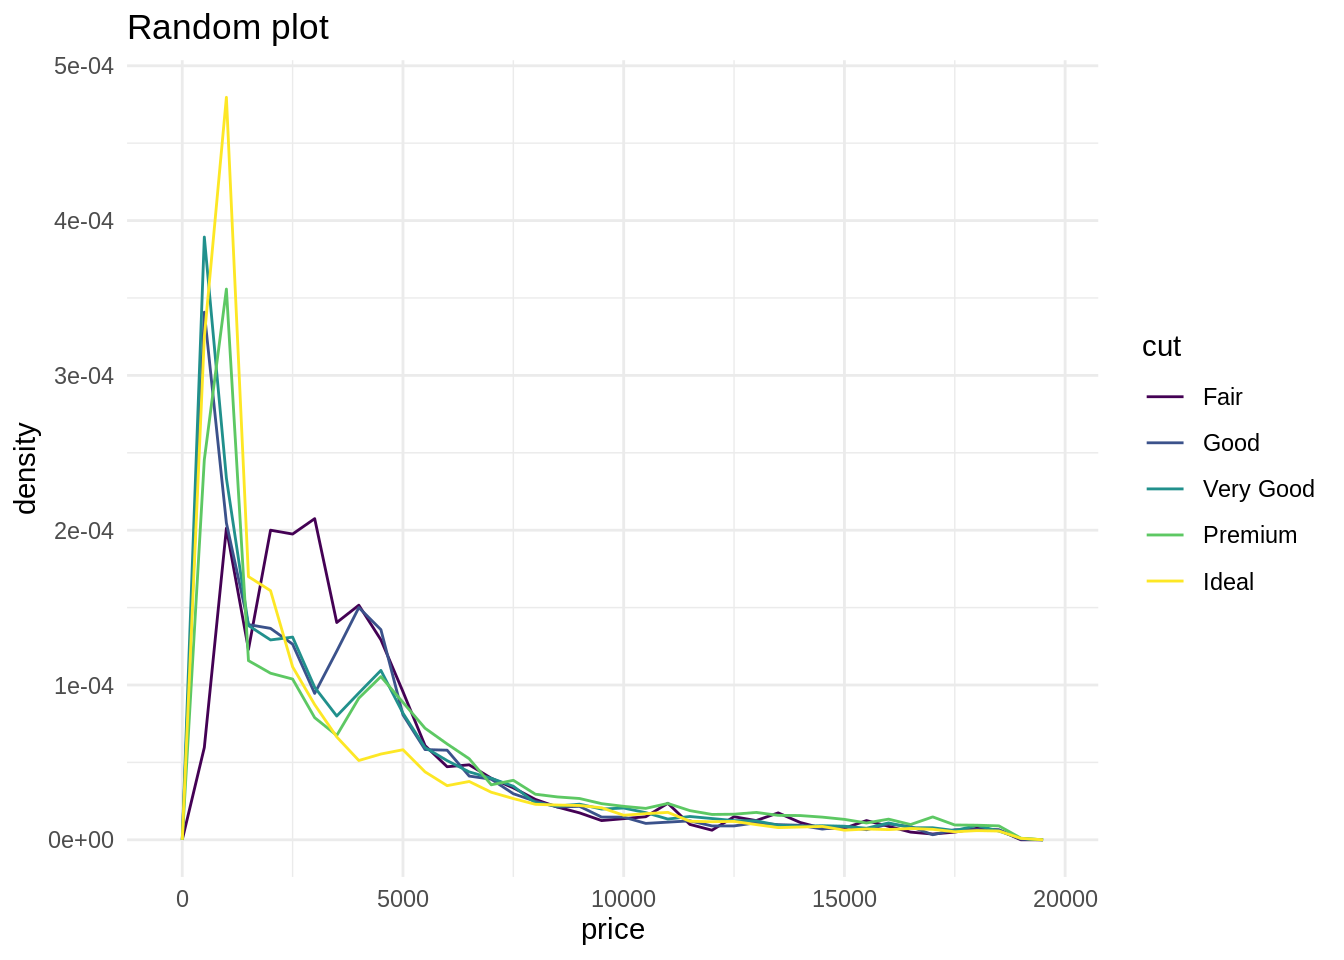 Random plot
5e-04
4e-04
3e-04
2e-04
1e-04
0e+00
density
0 5000 10000 15000 20000
price
cut
Fair
Good
Very Good
Premium
Ideal